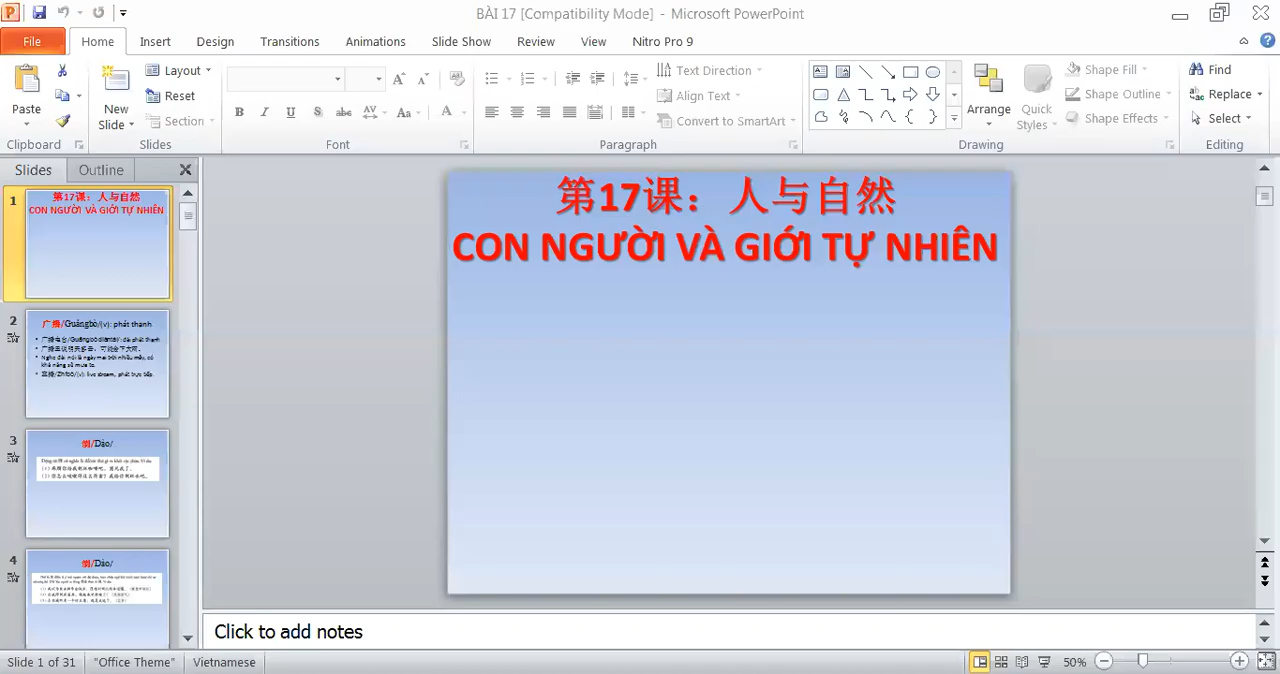 BÀI 17 [Compatibility Mode] - Microsoft PowerPoint
File Home Insert Design Transitions Animations Slide Show Review View Nitro Pro 9
Paste
Clipboard
New Slide
Layout
Reset
Section
Slides
Font
Text Direction
Align Text
Convert to SmartArt
Paragraph
Arrange
Quick Styles
Shape Fill
Shape Outline
Shape Effects
Drawing
Find
Replace
Select
Editing
Slides Outline
1
第17课：人与自然
CON NGƯỜI VÀ GIỚI TỰ NHIÊN
2
广播/Guǎngbō/(v): phát thanh
3
倒/Dào/
4
倒/Dào/
第17课：人与自然
CON NGƯỜI VÀ GIỚI TỰ NHIÊN
Click to add notes
Slide 1 of 31 "Office Theme" Vietnamese 50%